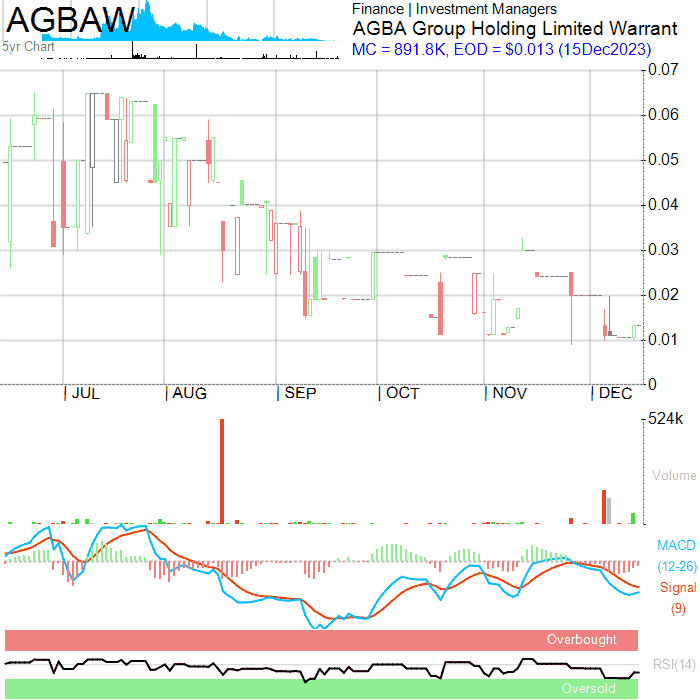 AGBAW
5yr Chart
Finance | Investment Managers
AGBA Group Holding Limited Warrant
MC = 891.8K, EOD = $0.013 (15Dec2023)
0.07
0.06
0.05
0.04
0.03
0.02
0.01
0
JUL AUG SEP OCT NOV DEC
524k
Volume
MACD
(12-26)
Signal
(9)
Overbought
RSI(14)
Oversold